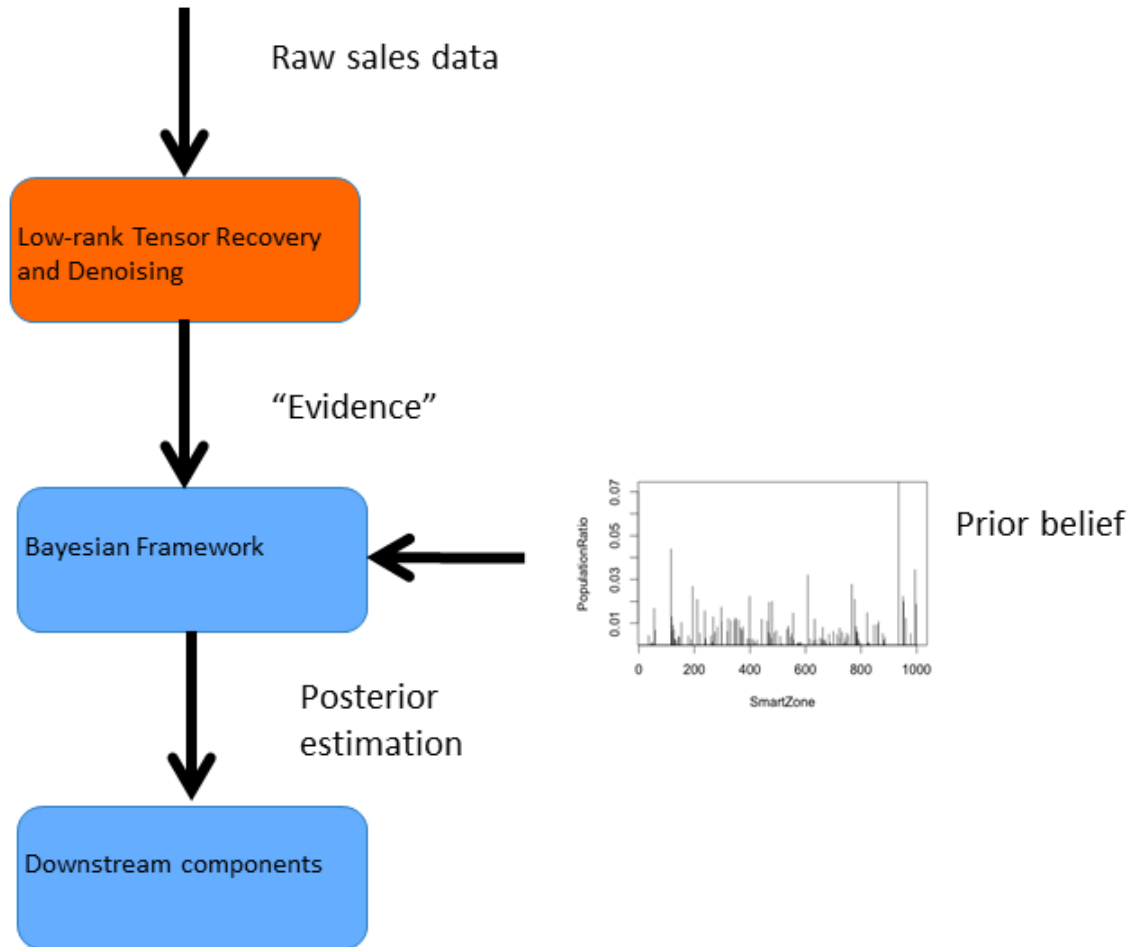 Raw sales data
Low-rank Tensor Recovery
and Denoising
“Evidence”
Bayesian Framework
Prior belief
PopulationRatio
0.07
0.05
0.03
0.01
0
200
400
600
800
1000
SmartZone
Posterior
estimation
Downstream components